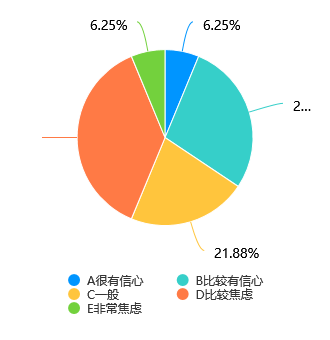 6.25% 6.25%
2...
21.88%
A很有信心 B比较有信心
C一般 D比较焦虑
E非常焦虑